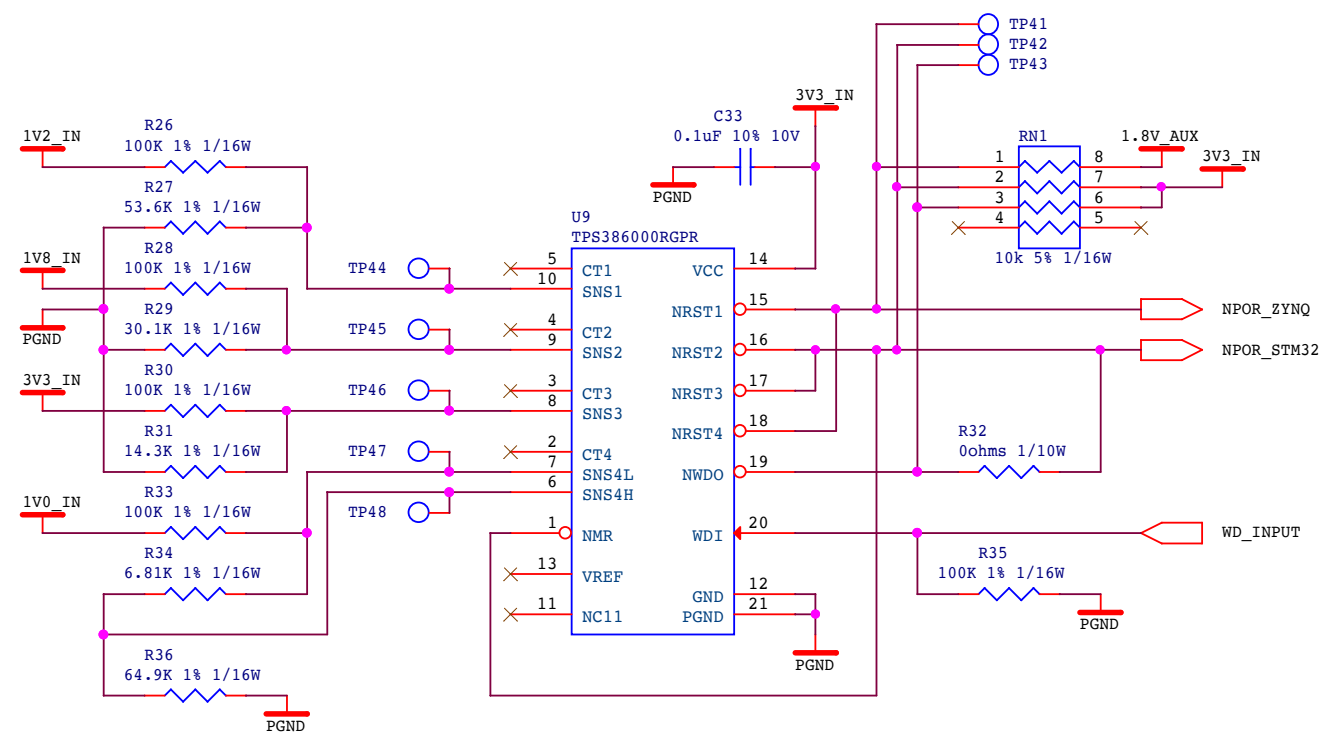 TP41
TP42
TP43
3V3_IN
C33
0.1uF 10% 10V
PGND
RN1
1.8V_AUX
3V3_IN
1 8
2 7
3 6
4 5
10k 5% 1/16W
1V2_IN
R26
100K 1% 1/16W
R27
53.6K 1% 1/16W
1V8_IN
R28
100K 1% 1/16W
PGND
R29
30.1K 1% 1/16W
3V3_IN
R30
100K 1% 1/16W
R31
14.3K 1% 1/16W
1V0_IN
R33
100K 1% 1/16W
R34
6.81K 1% 1/16W
R36
64.9K 1% 1/16W
PGND
TP44
TP45
TP46
TP47
TP48
U9
TPS386000RGPR
5 CT1
10 SNS1
4 CT2
9 SNS2
3 CT3
8 SNS3
2 CT4
7 SNS4L
6 SNS4H
1 NMR
13 VREF
11 NC11
VCC 14
NRST1 15
NRST2 16
NRST3 17
NRST4 18
NWDO 19
WDI 20
GND 12
PGND 21
PGND
NPOR_ZYNQ
NPOR_STM32
R32
0ohms 1/10W
WD_INPUT
R35
100K 1% 1/16W
PGND